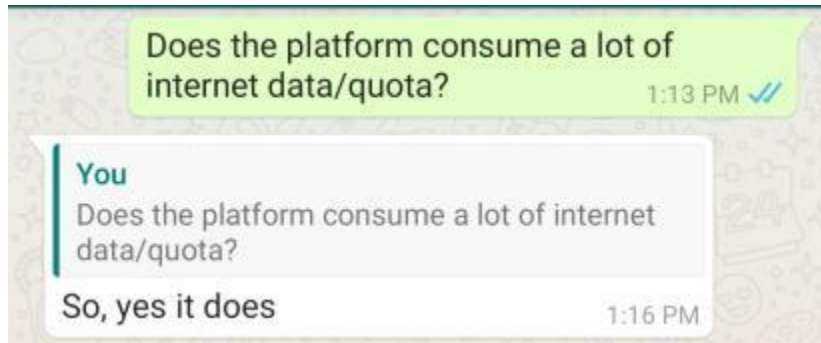 Does the platform consume a lot of
internet data/quota?
1:13 PM
You
Does the platform consume a lot of internet
data/quota?
So, yes it does
1:16 PM